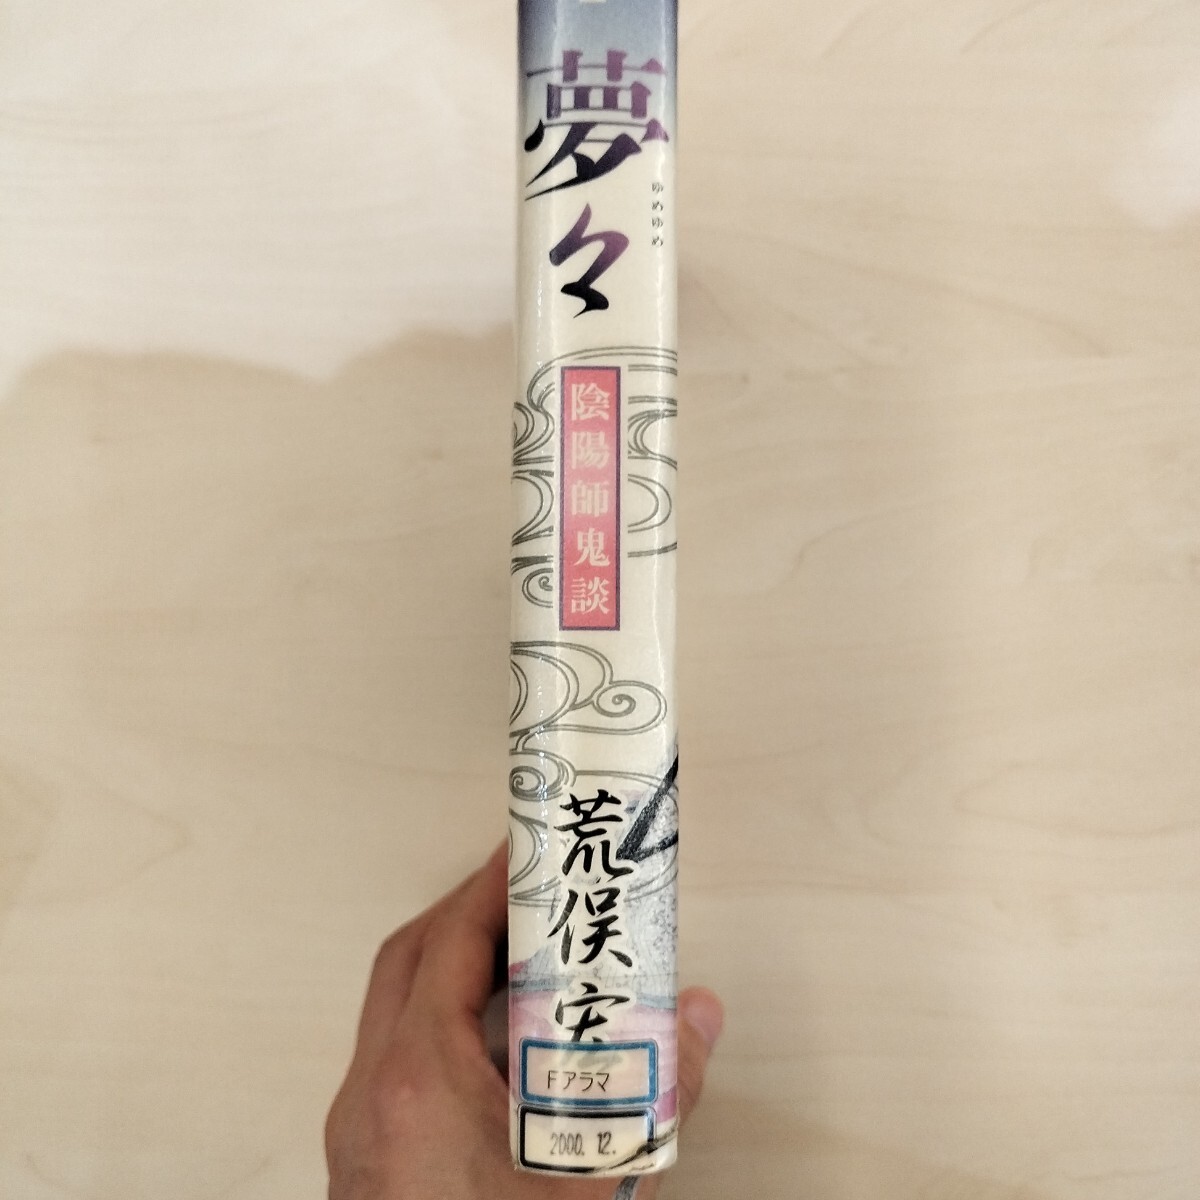 夢々
ゆめゆめ
陰陽師鬼談
荒俣宏
Fアラマ
2000. 12.